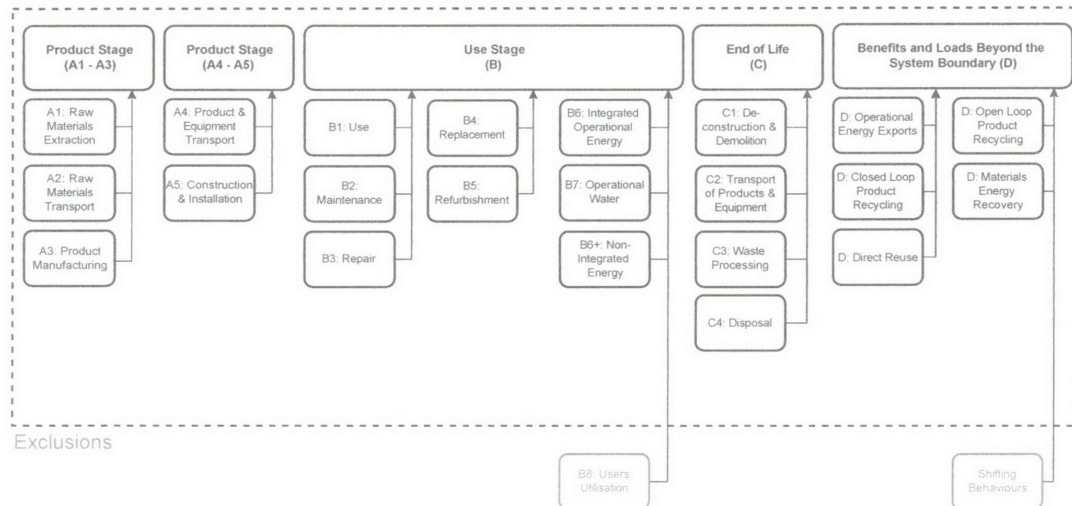 Product Stage
(A1 - A3)
Product Stage
(A4 - A5)
Use Stage
(B)
End of Life
(C)
Benefits and Loads Beyond the
System Boundary (D)
A1: Raw
Materials
Extraction
A2: Raw
Materials
Transport
A3: Product
Manufacturing
A4: Product &
Equipment
Transport
A5: Construction
& Installation
B1: Use
B2:
Maintenance
B3: Repair
B4:
Replacement
B5:
Refurbishment
B6: Integrated
Operational
Energy
B7: Operational
Water
B6+: Non-
Integrated
Energy
C1: De-
construction &
Demolition
C2: Transport
of Products &
Equipment
C3: Waste
Processing
C4: Disposal
D: Operational
Energy Exports
D: Closed Loop
Product
Recycling
D: Direct Reuse
D: Open Loop
Product
Recycling
D: Materials
Energy
Recovery
Exclusions
B8: Users
Utilisation
Shifting
Behaviours